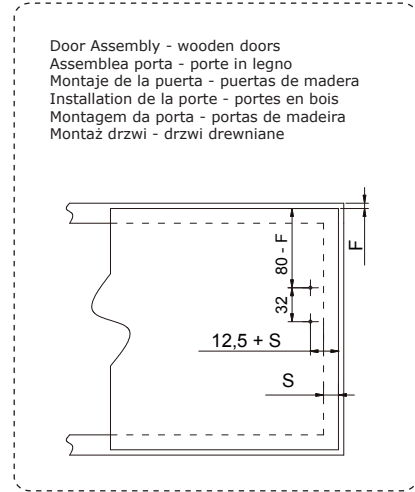 Door Assembly - wooden doors
Assemblea porta - porte in legno
Montaje de la puerta - puertas de madera
Installation de la porte - portes en bois
Montagem da porta - portas de madeira
Montaż drzwi - drzwi drewniane
F
80 - F
32
12,5 + S
S